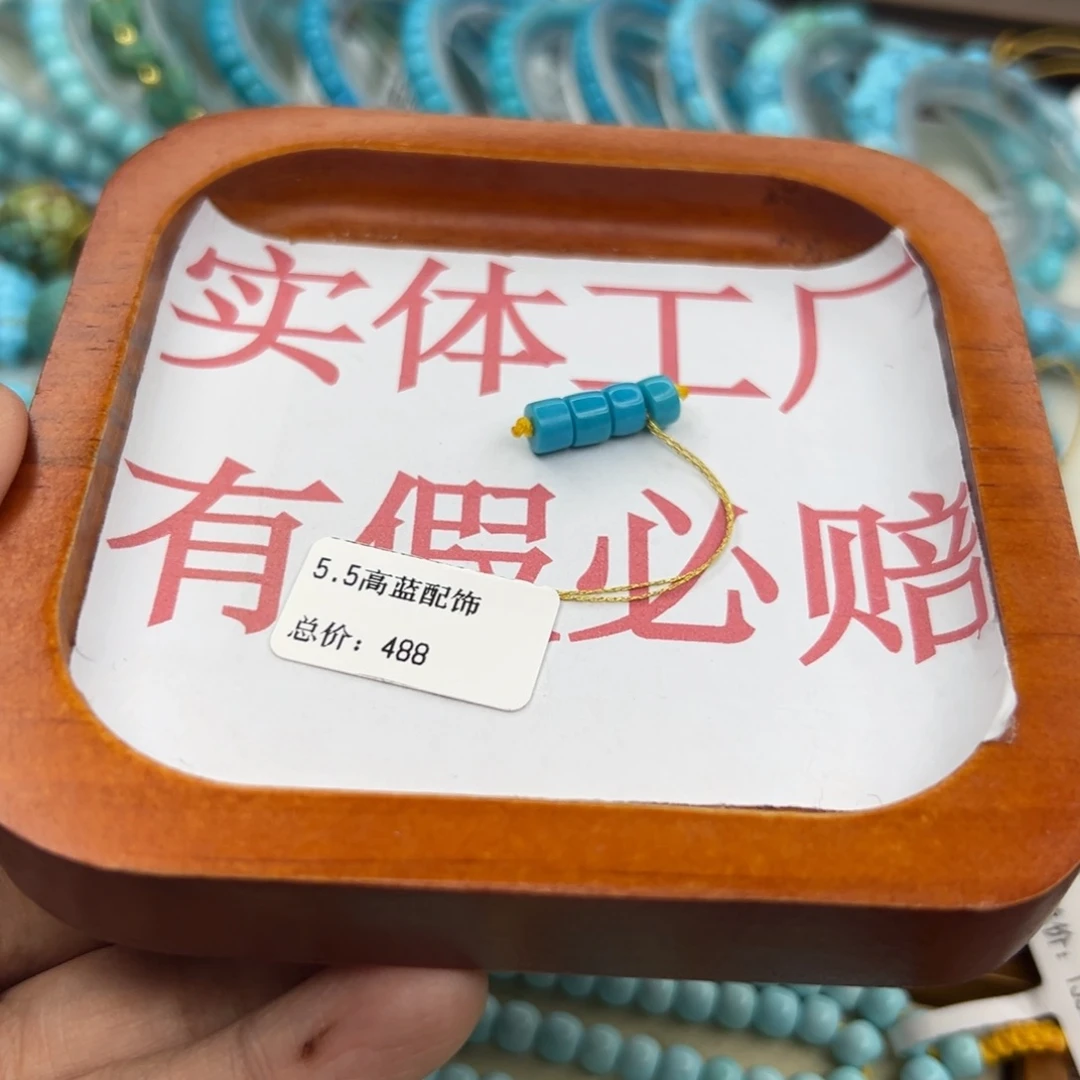 实体工厂
有假必赔
5.5高蓝配饰
总价：488